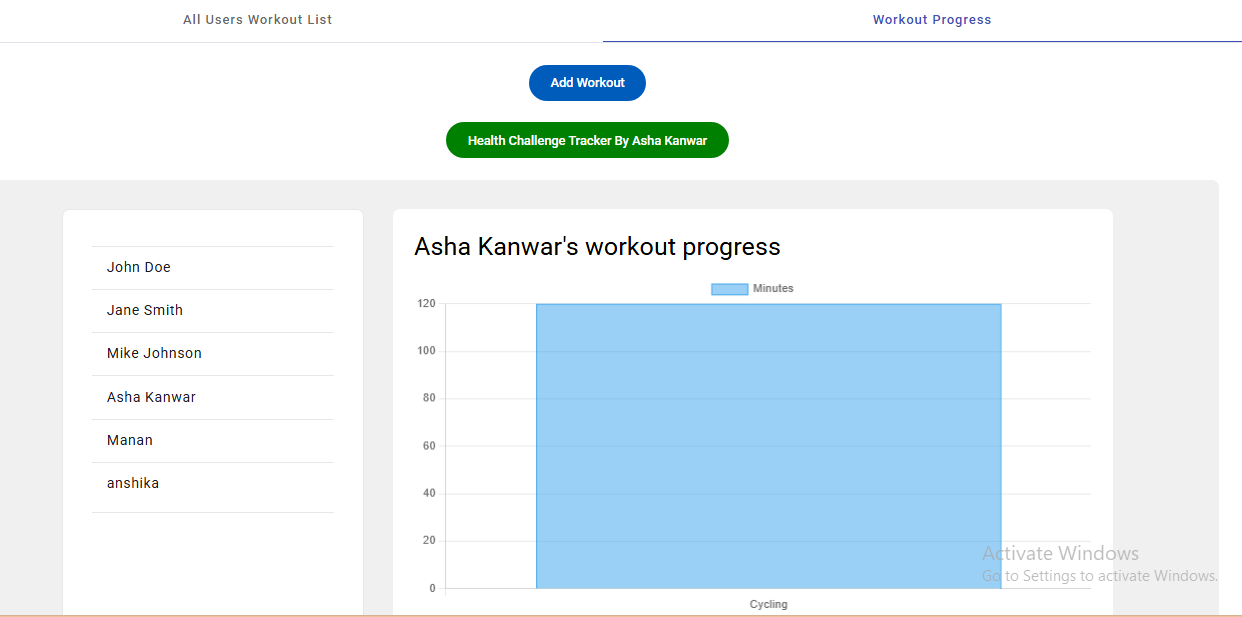 All Users Workout List
Workout Progress
Add Workout
Health Challenge Tracker By Asha Kanwar
John Doe
Jane Smith
Mike Johnson
Asha Kanwar
Manan
anshika
Asha Kanwar's workout progress
Minutes
120
100
80
60
40
20
0
Cycling
Activate Windows
Go to Settings to activate Windows.